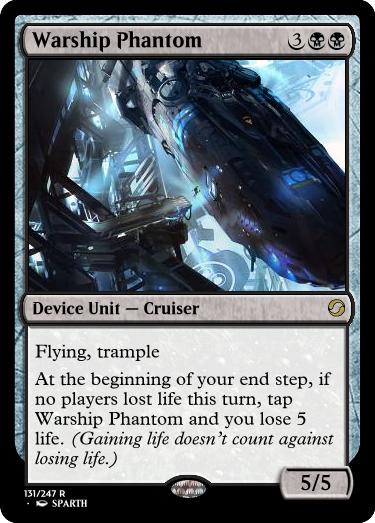 Warship Phantom 3
Device Unit — Cruiser
Flying, trample
At the beginning of your end step, if
no players lost life this turn, tap
Warship Phantom and you lose 5
life. (Gaining life doesn't count against
losing life.)
5/5
131/247 R
· SPARTH